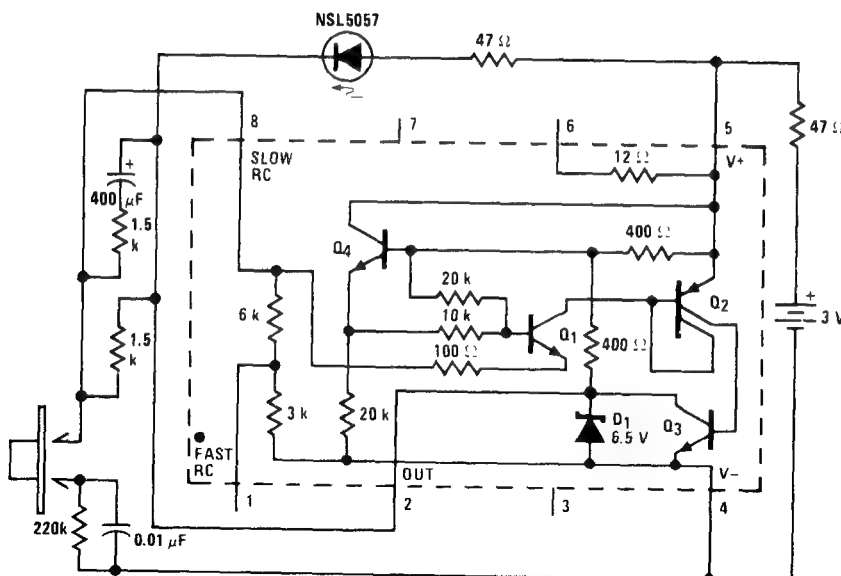 NSL5057
47 Ω
8
7
6
5
47 Ω
SLOW
RC
12 Ω
V+
+
400
μF
1.5
k
Q4
400 Ω
20 k
Q2
+
3 V
6 k
10 k
Q1
1.5
k
100 Ω
400 Ω
3 k
20 k
D1
6.5 V
Q3
FAST
RC
OUT
V−
1
2
3
4
220k
0.01 μF